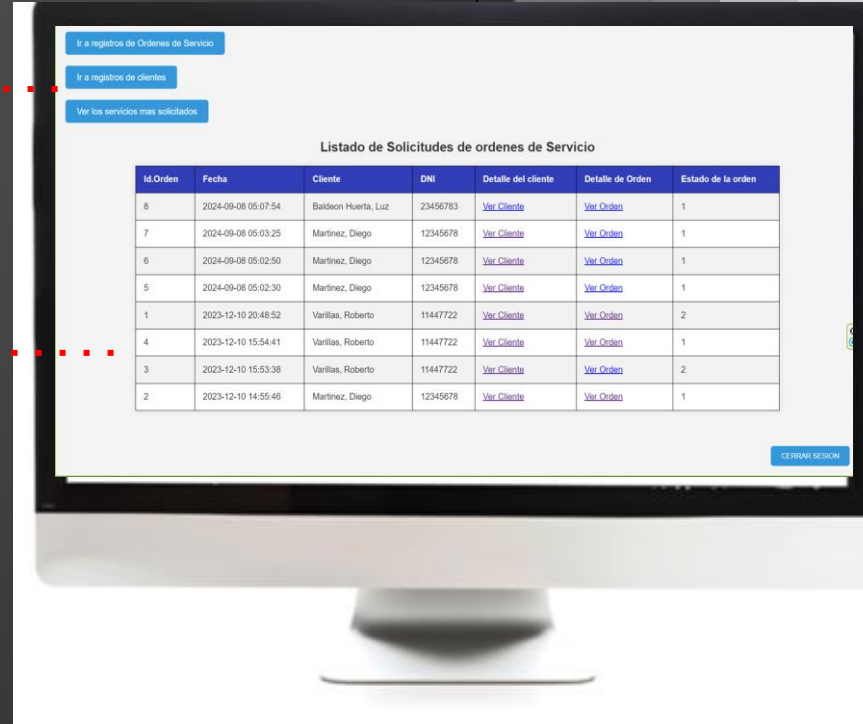 Ir a registros de Ordenes de Servicio
Ir a registros de clientes
Ver los servicios mas solicitados
Listado de Solicitudes de ordenes de Servicio
Id.Orden Fecha Cliente DNI Detalle del cliente Detalle de Orden Estado de la orden
8 2024-09-08 05:07:54 Baldeon Huerta, Luz 23456783 Ver Cliente Ver Orden 1
7 2024-09-08 05:03:25 Martinez, Diego 12345678 Ver Cliente Ver Orden 1
6 2024-09-08 05:02:50 Martinez, Diego 12345678 Ver Cliente Ver Orden 1
5 2024-09-08 05:02:30 Martinez, Diego 12345678 Ver Cliente Ver Orden 1
1 2023-12-10 20:48:52 Varillas, Roberto 11447722 Ver Cliente Ver Orden 2
4 2023-12-10 15:54:41 Varillas, Roberto 11447722 Ver Cliente Ver Orden 1
3 2023-12-10 15:53:38 Varillas, Roberto 11447722 Ver Cliente Ver Orden 2
2 2023-12-10 14:55:46 Martinez, Diego 12345678 Ver Cliente Ver Orden 1
CERRAR SESION